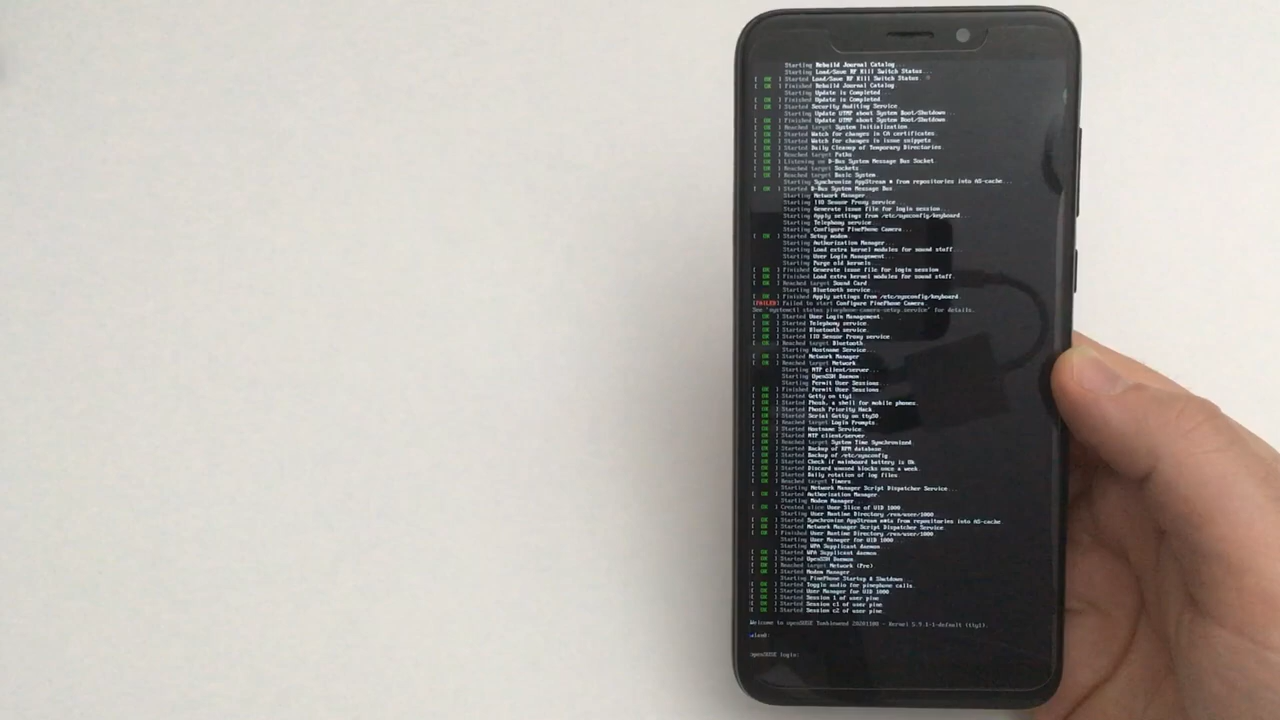 Starting Rebuild Journal Catalog...
Starting Load/Save RF Kill Switch Status...
[ OK ] Started Load/Save RF Kill Switch Status.
[ OK ] Finished Rebuild Journal Catalog.
Starting Update is Completed...
[ OK ] Finished Update is Completed.
[ OK ] Started Security Auditing Service
Starting Update UTMP about System Boot/Shutdown...
[ OK ] Finished Update UTMP about System Boot/Shutdown.
[ OK ] Reached target System Initialization.
[ OK ] Started Watch for changes in CA certificates.
[ OK ] Started Watch for changes in issue snippets
[ OK ] Started Daily Cleanup of Temporary Directories.
[ OK ] Reached target Paths
[ OK ] Listening on D-Bus System Message Bus Socket.
[ OK ] Reached target Sockets
[ OK ] Reached target Basic System.
Starting Synchronize AppStream from repositories into AS-cache...
[ OK ] Started D-Bus System Message Bus
Starting Network Manager...
Starting IIO Sensor Proxy service...
Starting Generate issue file for login session...
Starting Apply settings from /etc/sysconfig/keyboard...
Starting Telephony service...
Starting Configure PinePhone Camera...
[ OK ] Started Setup modem.
Starting Authorization Manager...
Starting Load extra kernel modules for sound stuff...
Starting User Login Management...
Starting Purge old kernels...
[ OK ] Finished Generate issue file for login session
[ OK ] Finished Load extra kernel modules for sound stuff.
[ OK ] Reached target Sound Card
Starting Bluetooth service...
[ OK ] Finished Apply settings from /etc/sysconfig/keyboard.
[FAILED] Failed to start Configure PinePhone Camera.
See 'systemctl status pinephone-camera-setup.service' for details.
[ OK ] Started User Login Management.
[ OK ] Started Telephony service.
[ OK ] Started Bluetooth service.
[ OK ] Started IIO Sensor Proxy service.
[ OK ] Reached target Bluetooth.
Starting Hostname Service...
[ OK ] Started Network Manager
[ OK ] Reached target Network
Starting NTP client/server...
Starting OpenSSH Daemon...
Starting Permit User Sessions...
[ OK ] Finished Permit User Sessions
[ OK ] Started Getty on tty1
[ OK ] Started Phosh, a shell for mobile phones.
[ OK ] Started Phosh Priority Hack
[ OK ] Started Serial Getty on ttyS0.
[ OK ] Reached target Login Prompts.
[ OK ] Started Hostname Service.
[ OK ] Started NTP client/server
[ OK ] Reached target System Time Synchronized.
[ OK ] Started Backup of RPM database.
[ OK ] Started Backup of /etc/sysconfig.
[ OK ] Started Check if mainboard battery is Ok
[ OK ] Started Discard unused blocks once a week.
[ OK ] Started Daily rotation of log files
[ OK ] Reached target Timers
Starting Network Manager Script Dispatcher Service...
[ OK ] Started Authorization Manager.
Starting Modem Manager...
[ OK ] Created slice User Slice of UID 1000.
Starting User Runtime Directory /run/user/1000...
[ OK ] Started Synchronize AppStream from repositories into AS-cache
[ OK ] Started Network Manager Script Dispatcher Service.
[ OK ] Finished User Runtime Directory /run/user/1000
Starting User Manager for UID 1000
Starting WPA Supplicant daemon...
[ OK ] Started WPA Supplicant daemon
[ OK ] Started OpenSSH Daemon
[ OK ] Reached target Network (Pre)
[ OK ] Started Modem Manager
Starting PinePhone Startup & Shutdown
[ OK ] Started Toggle audio for pinephone calls.
[ OK ] Started User Manager for UID 1000
[ OK ] Started Session 1 of user pine
[ OK ] Started Session c1 of user pine
[ OK ] Started Session c2 of user pine.
Welcome to openSUSE Tumbleweed 20201108 - Kernel 5.9.1-1-default (tty1).
wlan0:
openSUSE login: